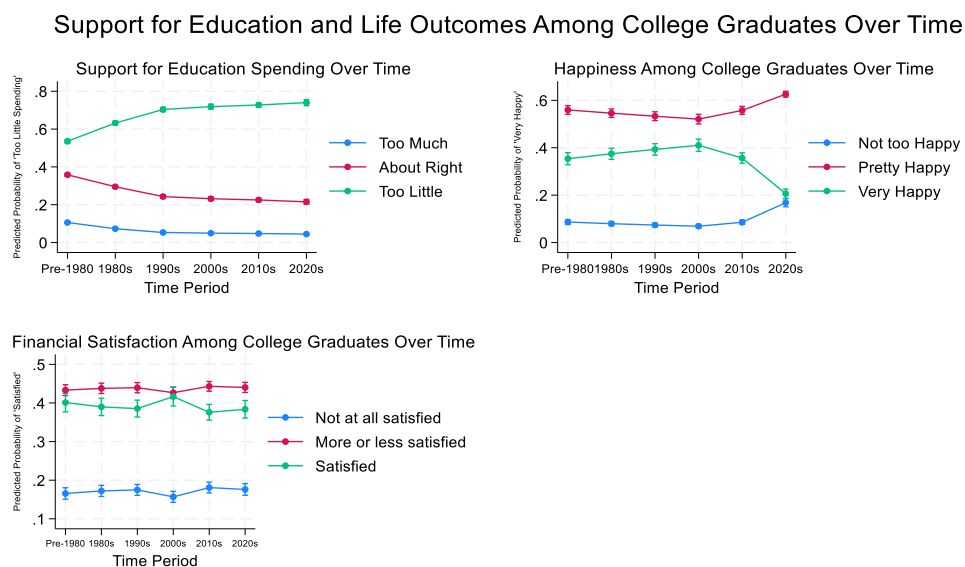 Support for Education and Life Outcomes Among College Graduates Over Time
Support for Education Spending Over Time
Predicted Probability of 'Too Little Spending'
.8
.6
.4
.2
0
Pre-1980 1980s 1990s 2000s 2010s 2020s
Time Period
Too Much
About Right
Too Little
Happiness Among College Graduates Over Time
Predicted Probability of 'Very Happy'
.6
.4
.2
0
Pre-1980 1980s 1990s 2000s 2010s 2020s
Time Period
Not too Happy
Pretty Happy
Very Happy
Financial Satisfaction Among College Graduates Over Time
Predicted Probability of 'Satisfied'
.5
.4
.3
.2
.1
Pre-1980 1980s 1990s 2000s 2010s 2020s
Time Period
Not at all satisfied
More or less satisfied
Satisfied